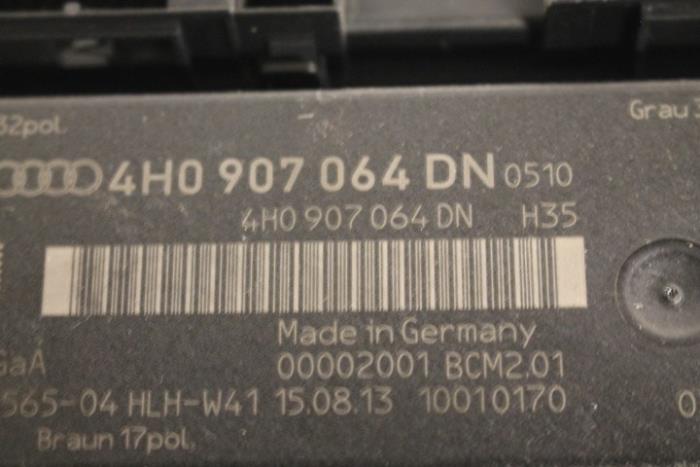 32pol.
Grau
4H0 907 064 DN 0510
4H0 907 064 DN H35
Made in Germany
GaA
00002001 BCM2.01
565-04 HLH-W41 15.08.13 10010170
Braun 17pol.